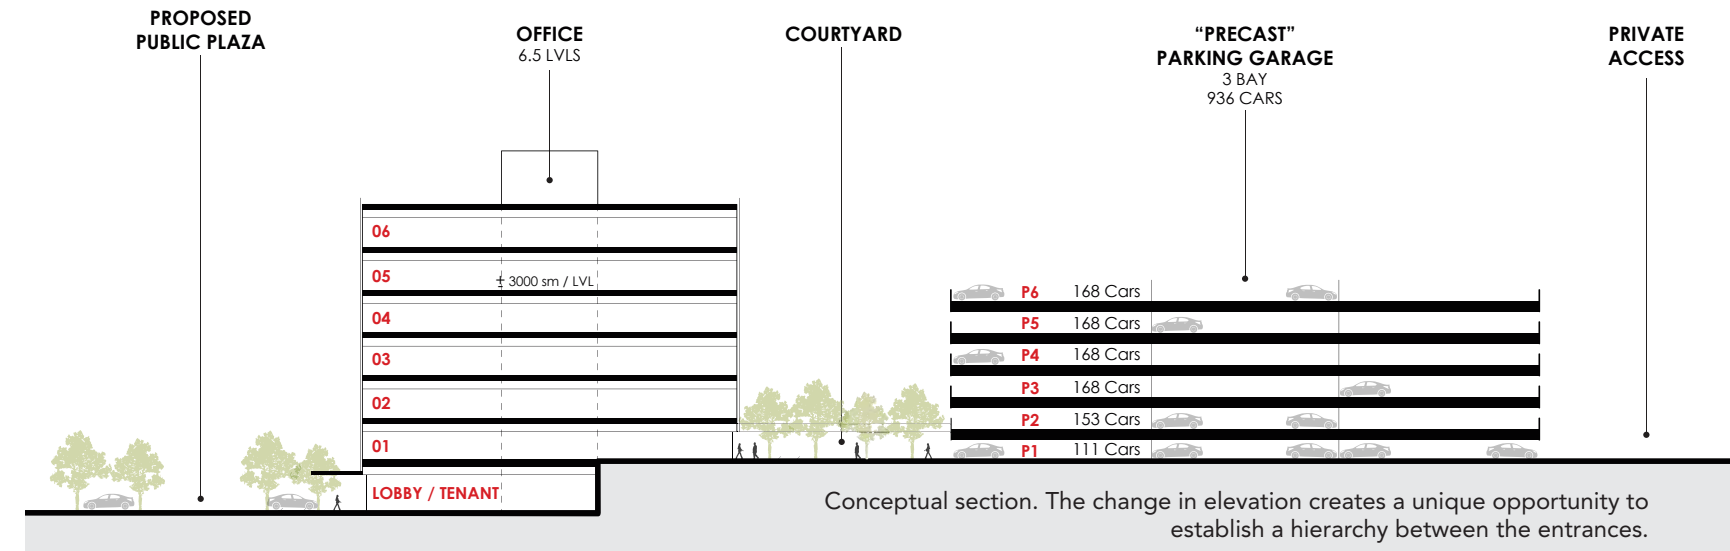 PROPOSED
PUBLIC PLAZA
OFFICE
6.5 LVLS
COURTYARD
“PRECAST”
PARKING GARAGE
3 BAY
936 CARS
PRIVATE
ACCESS
06
05
± 3000 sm / LVL
04
03
02
01
LOBBY / TENANT
P6 168 Cars
P5 168 Cars
P4 168 Cars
P3 168 Cars
P2 153 Cars
P1 111 Cars
Conceptual section. The change in elevation creates a unique opportunity to
establish a hierarchy between the entrances.